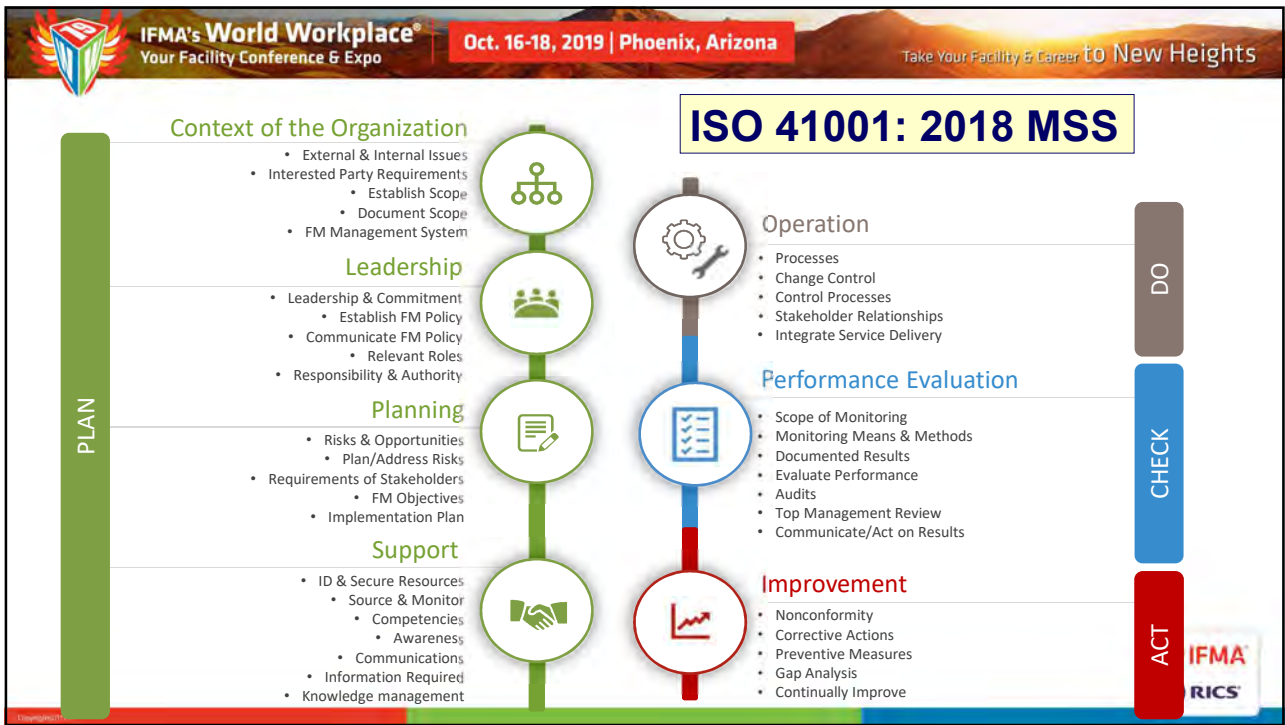 IFMA's World Workplace®
Your Facility Conference & Expo
Oct. 16-18, 2019 | Phoenix, Arizona
Take Your Facility & Career to New Heights
ISO 41001: 2018 MSS
PLAN
Context of the Organization
• External & Internal Issues
• Interested Party Requirements
• Establish Scope
• Document Scope
• FM Management System
Leadership
• Leadership & Commitment
• Establish FM Policy
• Communicate FM Policy
• Relevant Roles
• Responsibility & Authority
Planning
• Risks & Opportunities
• Plan/Address Risks
• Requirements of Stakeholders
• FM Objectives
• Implementation Plan
Support
• ID & Secure Resources
• Source & Monitor
• Competencies
• Awareness
• Communications
• Information Required
• Knowledge management
Operation
• Processes
• Change Control
• Control Processes
• Stakeholder Relationships
• Integrate Service Delivery
DO
Performance Evaluation
• Scope of Monitoring
• Monitoring Means & Methods
• Documented Results
• Evaluate Performance
• Audits
• Top Management Review
• Communicate/Act on Results
CHECK
Improvement
• Nonconformity
• Corrective Actions
• Preventive Measures
• Gap Analysis
• Continually Improve
ACT
IFMA
RICS